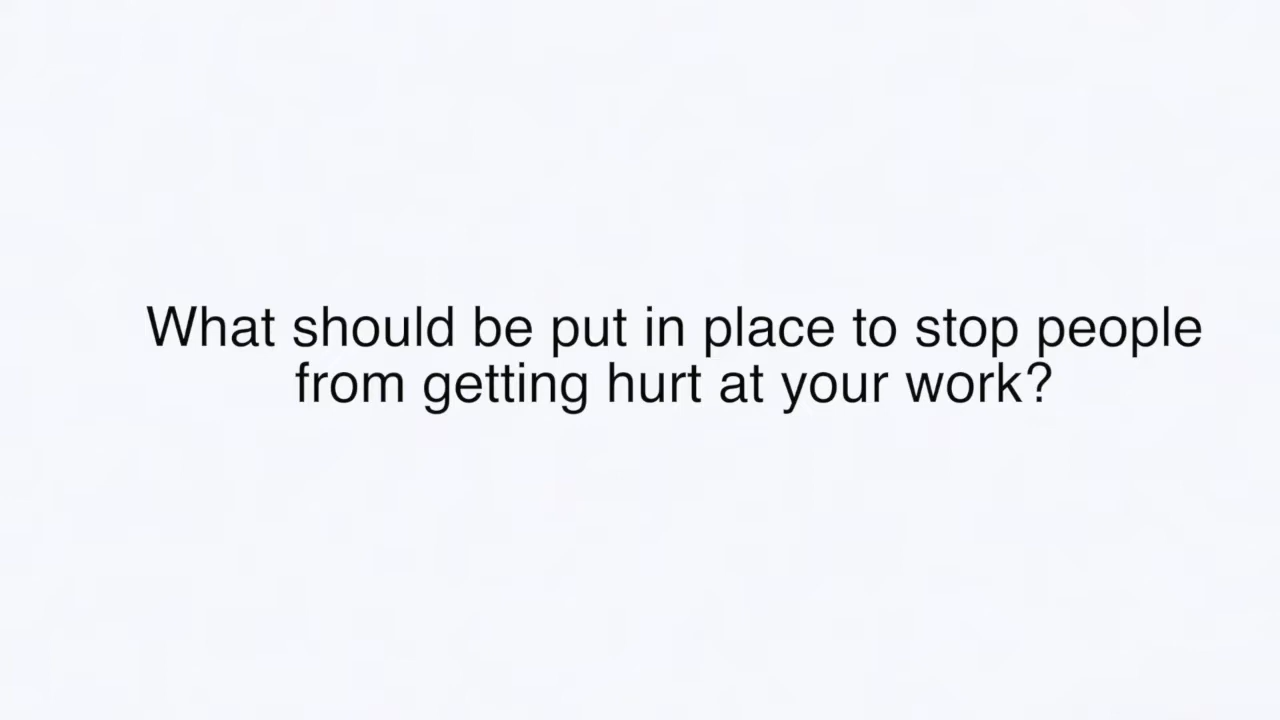 What should be put in place to stop people
from getting hurt at your work?